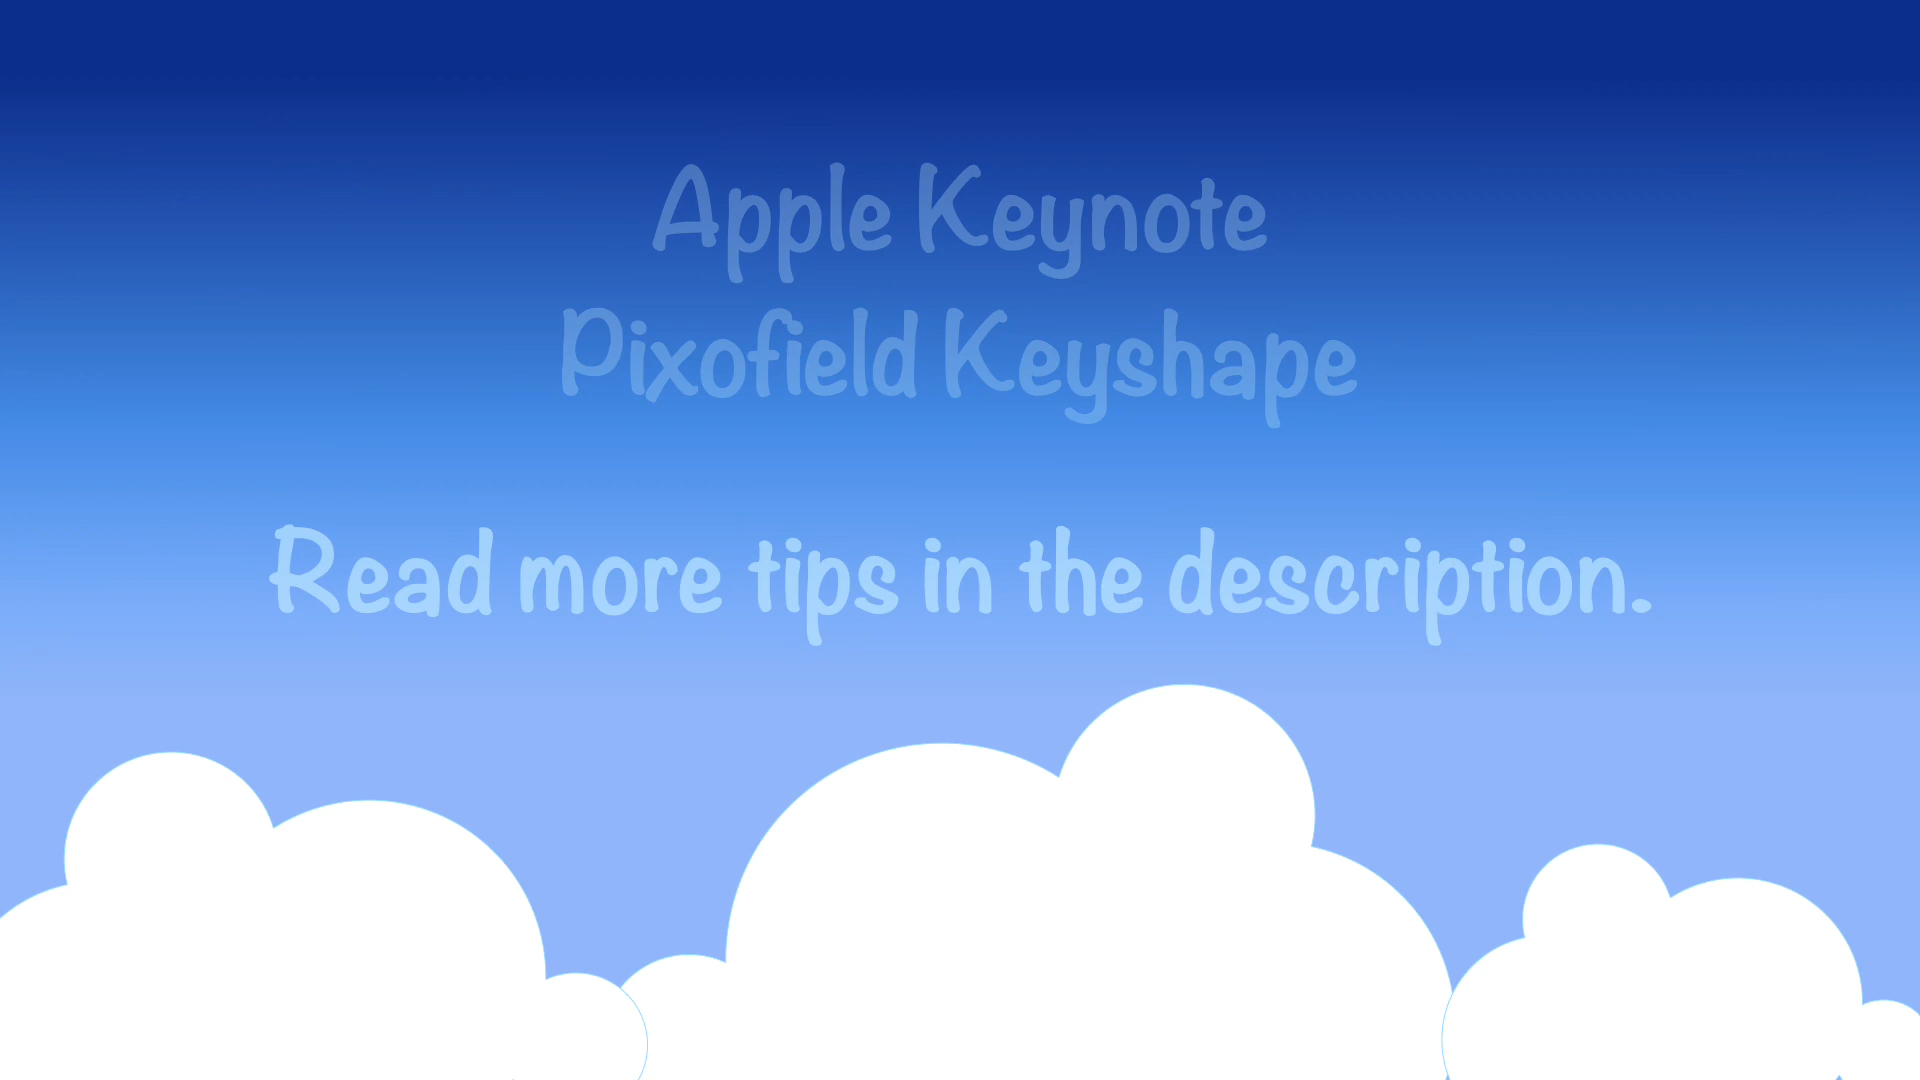 Apple Keynote
Pixofield Keyshape
Read more tips in the description.